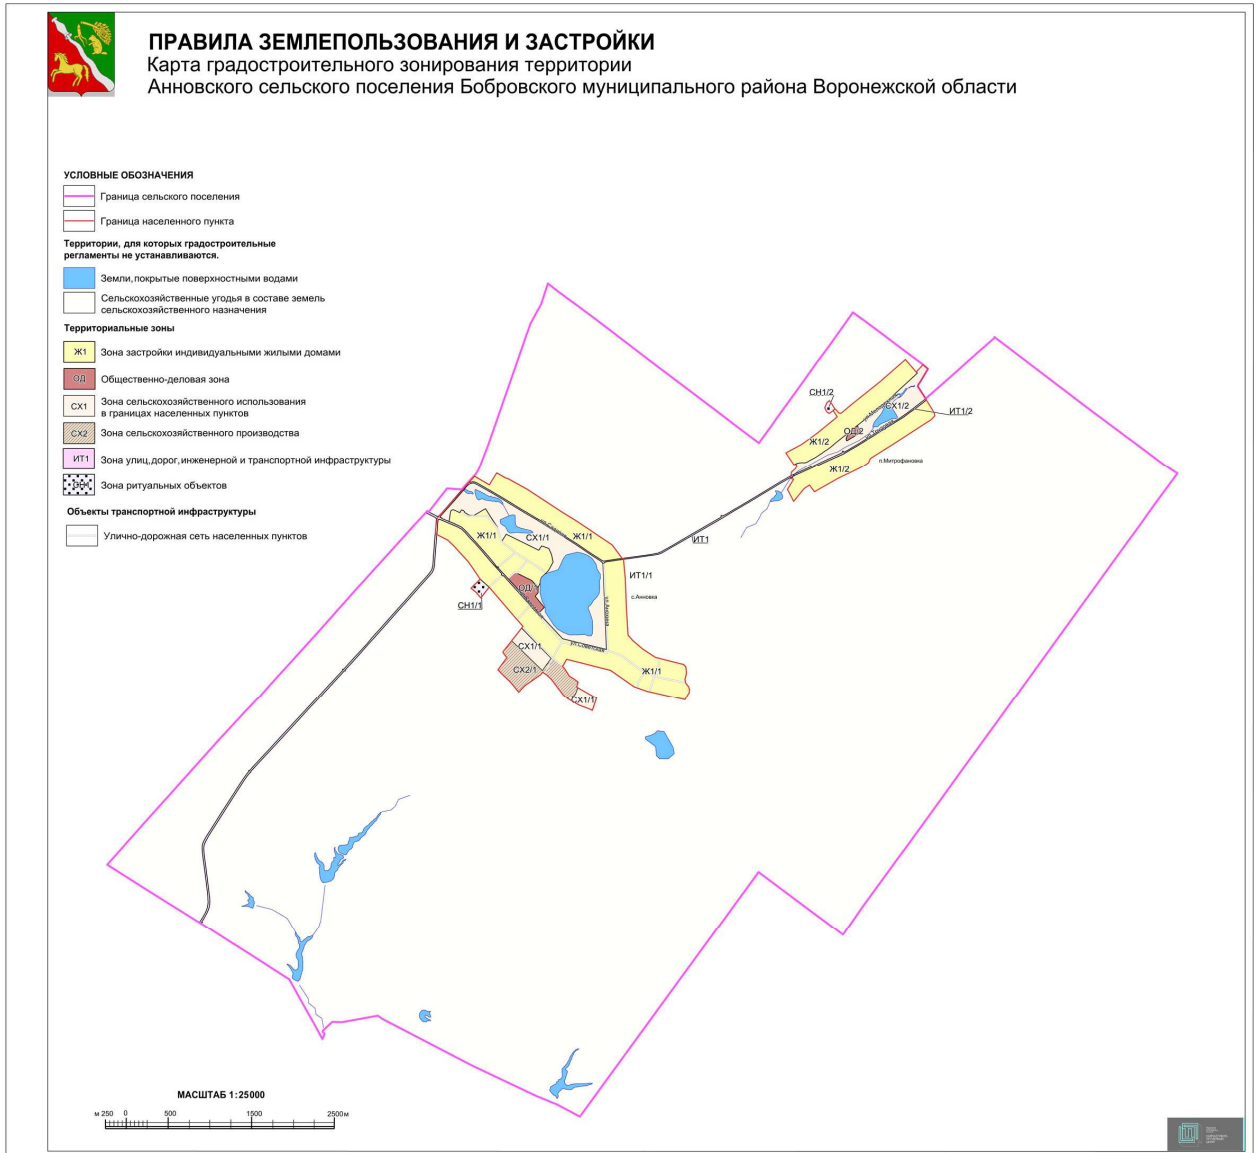 ПРАВИЛА ЗЕМЛЕПОЛЬЗОВАНИЯ И ЗАСТРОЙКИ
Карта градостроительного зонирования территории
Анновского сельского поселения Бобровского муниципального района Воронежской области
УСЛОВНЫЕ ОБОЗНАЧЕНИЯ
Граница сельского поселения
Граница населенного пункта
Территории, для которых градостроительные
регламенты не устанавливаются.
Земли,покрытые поверхностными водами
Сельскохозяйственные угодья в составе земель
сельскохозяйственного назначения
Территориальные зоны
Ж1 Зона застройки индивидуальными жилыми домами
ОД Общественно-деловая зона
СХ1 Зона сельскохозяйственного использования
в границах населенных пунктов
СХ2 Зона сельскохозяйственного производства
ИТ1 Зона улиц,дорог,инженерной и транспортной инфраструктуры
Зона ритуальных объектов
Объекты транспортной инфраструктуры
Улично-дорожная сеть населенных пунктов
СН1/2
СХ1/2
ИТ1/2
ОД/2
Ж1/2
Ж1/2
п.Митрофановка
ИТ1
Ж1/1
СХ1/1
Ж1/1
ИТ1/1
с.Анновка
ОД/1
СН1/1
ул.Советская
СХ1/1
СХ2/1
Ж1/1
СХ1/1
МАСШТАБ 1:25000
м 250 0 500 1500 2500м